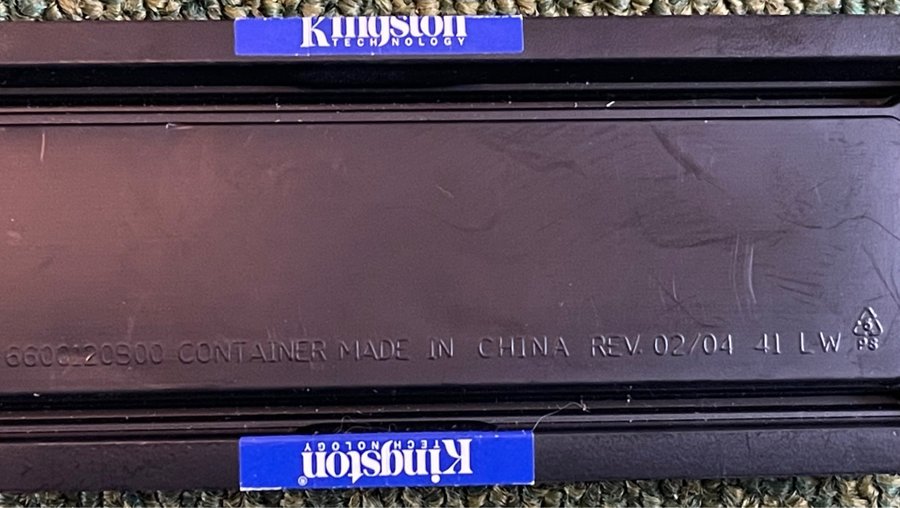 Kingston
TECHNOLOGY
6600120900 CONTAINER MADE IN CHINA REV. 02/04 41 LW
6
PS
Kingston®
TECHNOLOGY